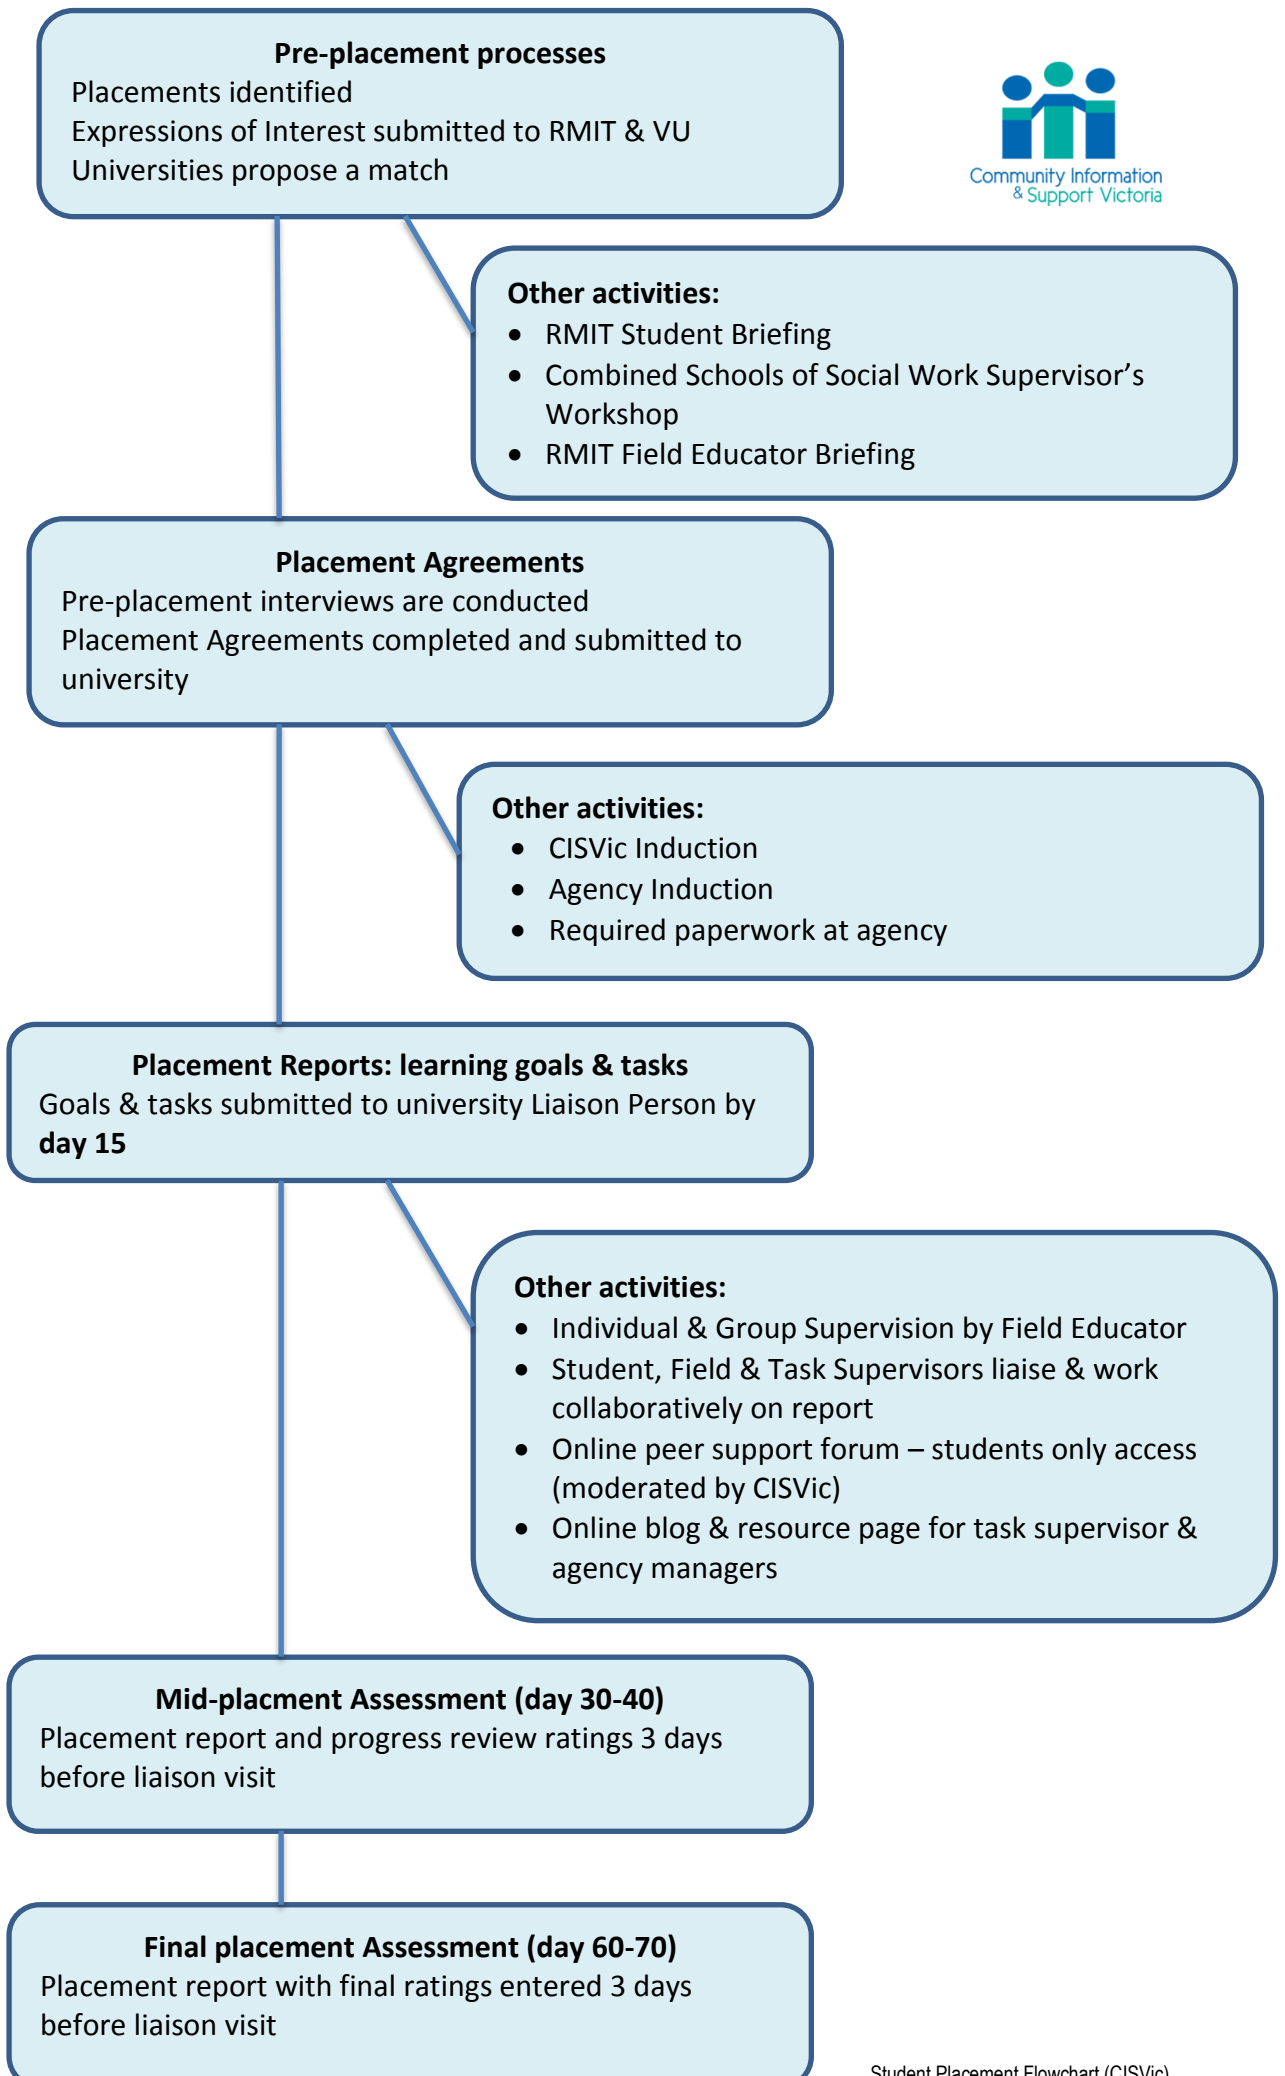 Pre-placement processes
Placements identified
Expressions of Interest submitted to RMIT & VU
Universities propose a match
Community Information
& Support Victoria
Other activities:
• RMIT Student Briefing
• Combined Schools of Social Work Supervisor’s
Workshop
• RMIT Field Educator Briefing
Placement Agreements
Pre-placement interviews are conducted
Placement Agreements completed and submitted to
university
Other activities:
• CISVic Induction
• Agency Induction
• Required paperwork at agency
Placement Reports: learning goals & tasks
Goals & tasks submitted to university Liaison Person by
day 15
Other activities:
• Individual & Group Supervision by Field Educator
• Student, Field & Task Supervisors liaise & work
collaboratively on report
• Online peer support forum – students only access
(moderated by CISVic)
• Online blog & resource page for task supervisor &
agency managers
Mid-placment Assessment (day 30-40)
Placement report and progress review ratings 3 days
before liaison visit
Final placement Assessment (day 60-70)
Placement report with final ratings entered 3 days
before liaison visit
Student Placement Flowchart (CISVic)